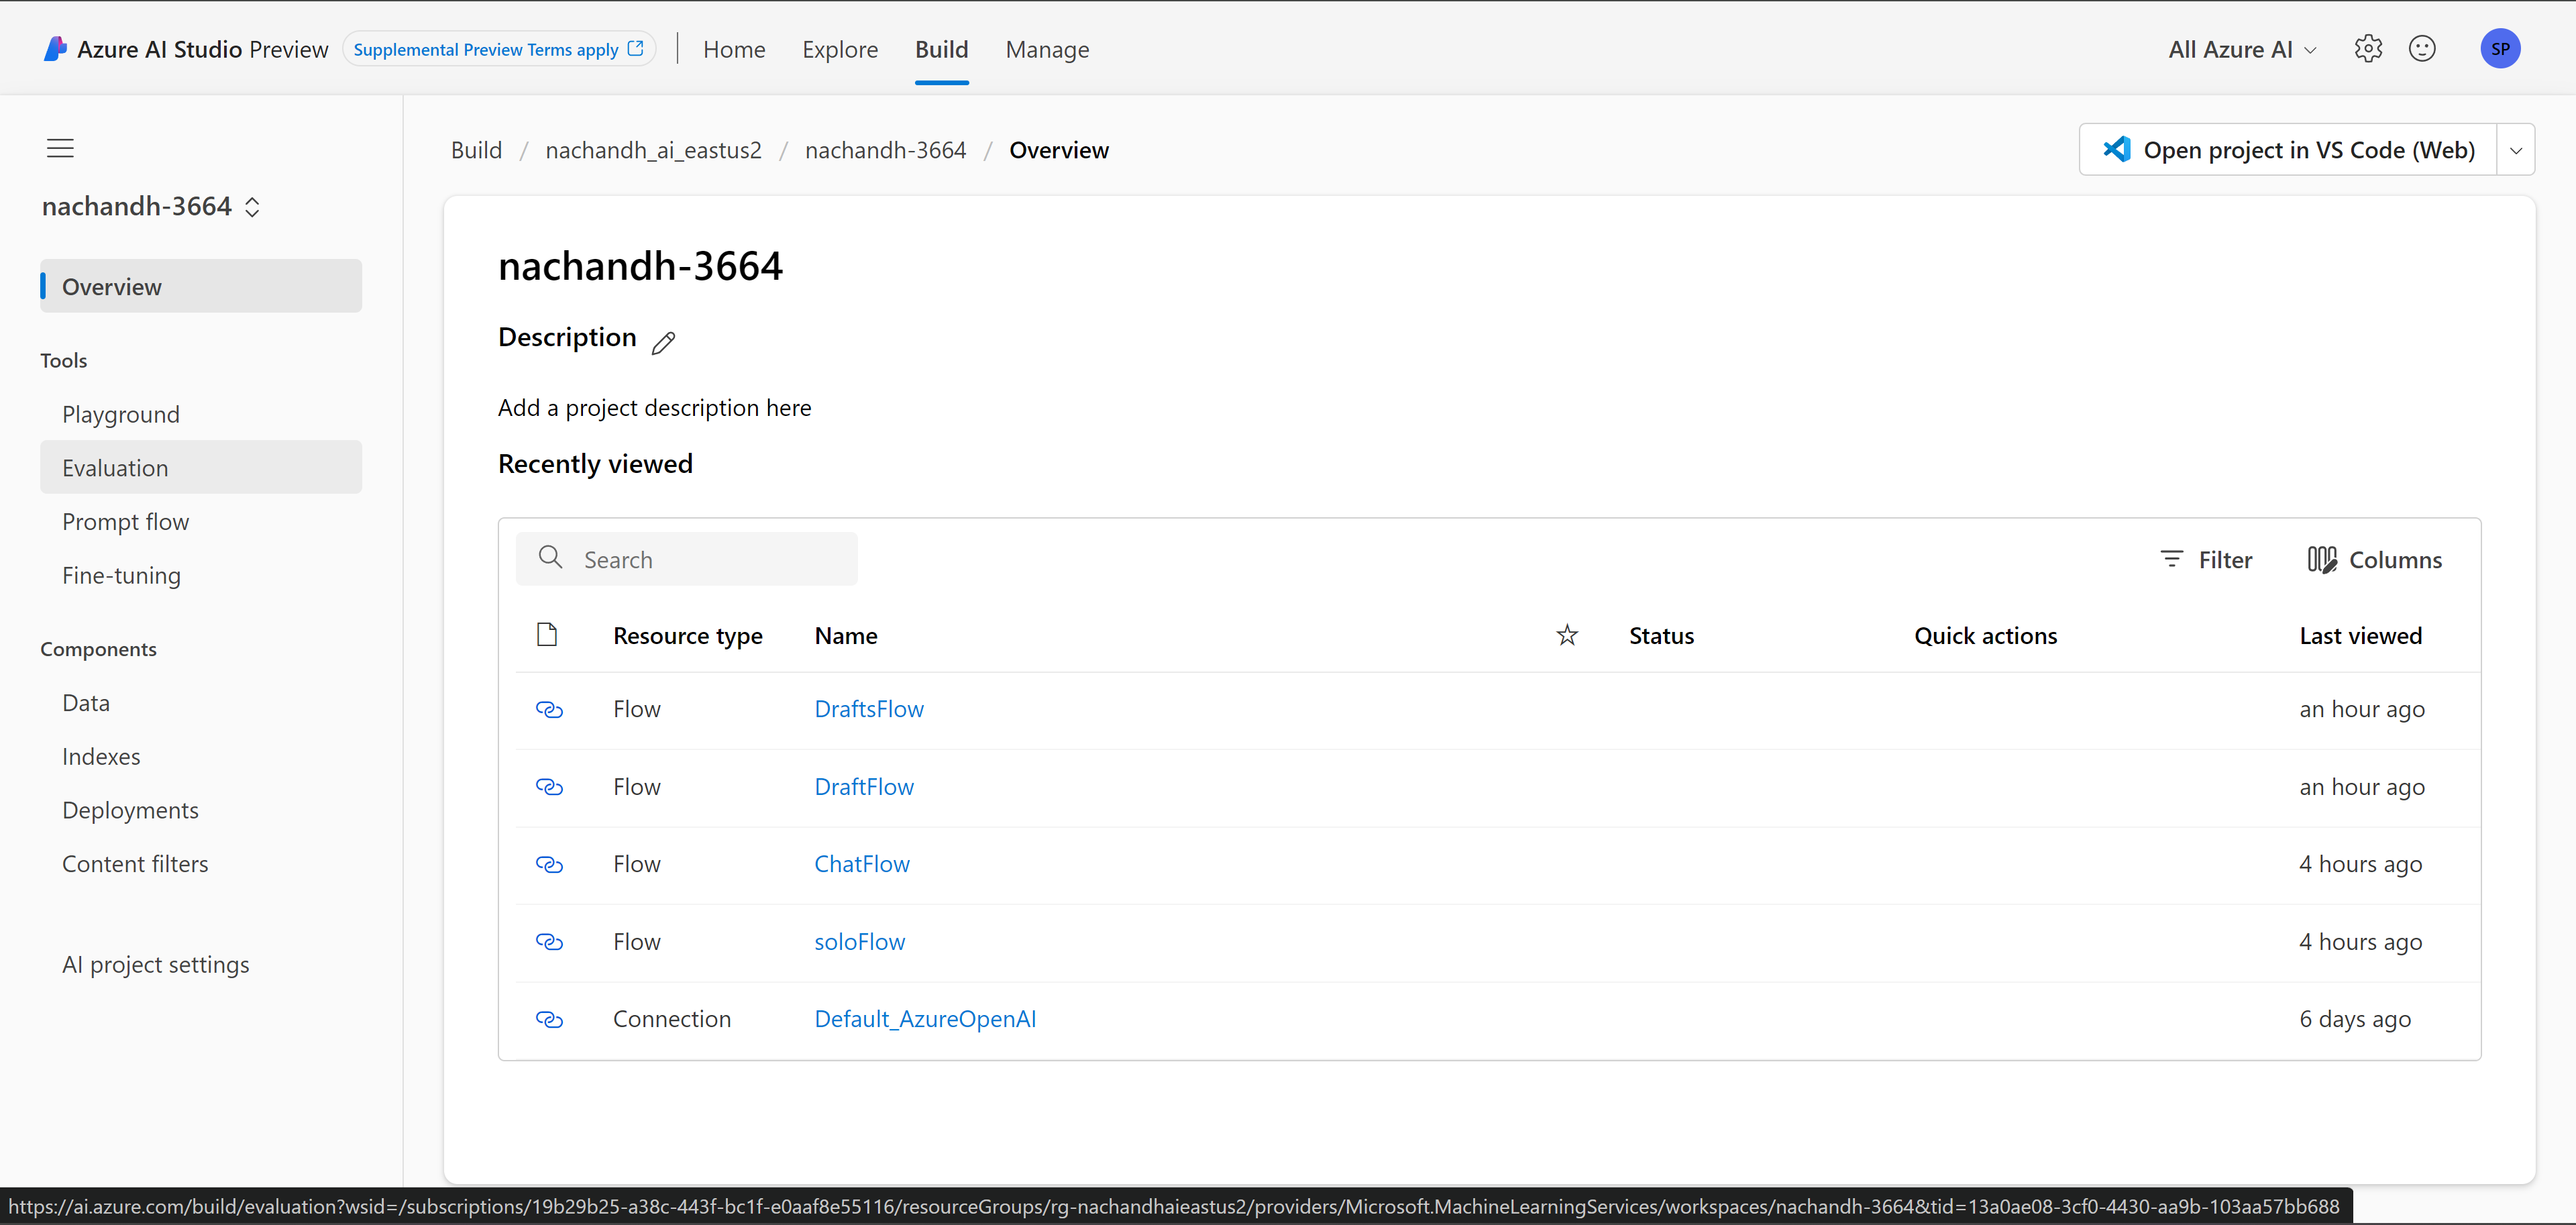 Azure AI Studio Preview Supplemental Preview Terms apply Home Explore Build Manage All Azure AI SP
nachandh-3664
Overview
Tools
Playground
Evaluation
Prompt flow
Fine-tuning
Components
Data
Indexes
Deployments
Content filters
AI project settings
Build / nachandh_ai_eastus2 / nachandh-3664 / Overview Open project in VS Code (Web)
nachandh-3664
Description
Add a project description here
Recently viewed
Search Filter Columns
Resource type Name Status Quick actions Last viewed
Flow DraftsFlow an hour ago
Flow DraftFlow an hour ago
Flow ChatFlow 4 hours ago
Flow soloFlow 4 hours ago
Connection Default_AzureOpenAI 6 days ago
https://ai.azure.com/build/evaluation?wsid=/subscriptions/19b29b25-a38c-443f-bc1f-e0aaf8e55116/resourceGroups/rg-nachandhaieastus2/providers/Microsoft.MachineLearningServices/workspaces/nachandh-3664&tid=13a0ae08-3cf0-4430-aa9b-103aa57bb688